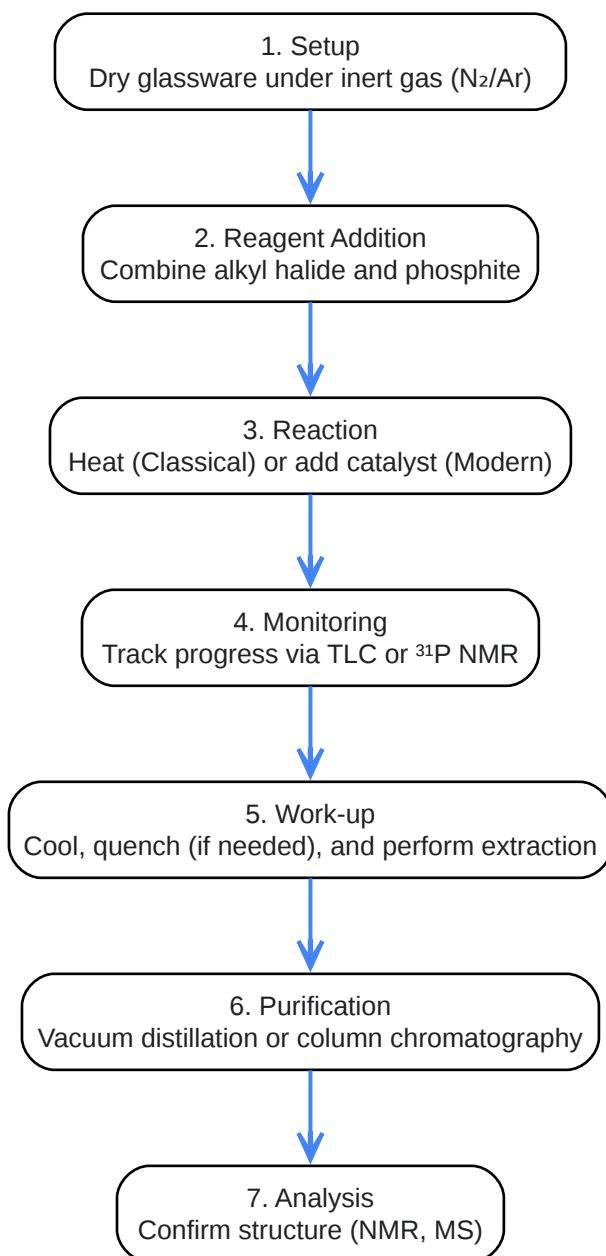 1. Setup
Dry glassware under inert gas (N₂/Ar)
2. Reagent Addition
Combine alkyl halide and phosphite
3. Reaction
Heat (Classical) or add catalyst (Modern)
4. Monitoring
Track progress via TLC or ³¹P NMR
5. Work-up
Cool, quench (if needed), and perform extraction
6. Purification
Vacuum distillation or column chromatography
7. Analysis
Confirm structure (NMR, MS)